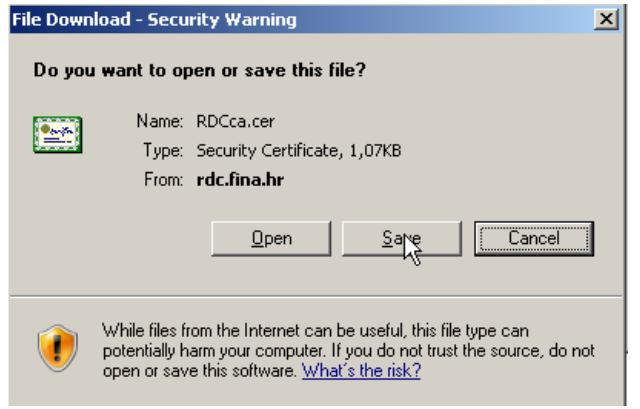 File Download - Security Warning
Do you want to open or save this file?
Name: RDCca.cer
Type: Security Certificate, 1,07KB
From: rdc.fina.hr
Open Save Cancel
While files from the Internet can be useful, this file type can
potentially harm your computer. If you do not trust the source, do not
open or save this software. What's the risk?